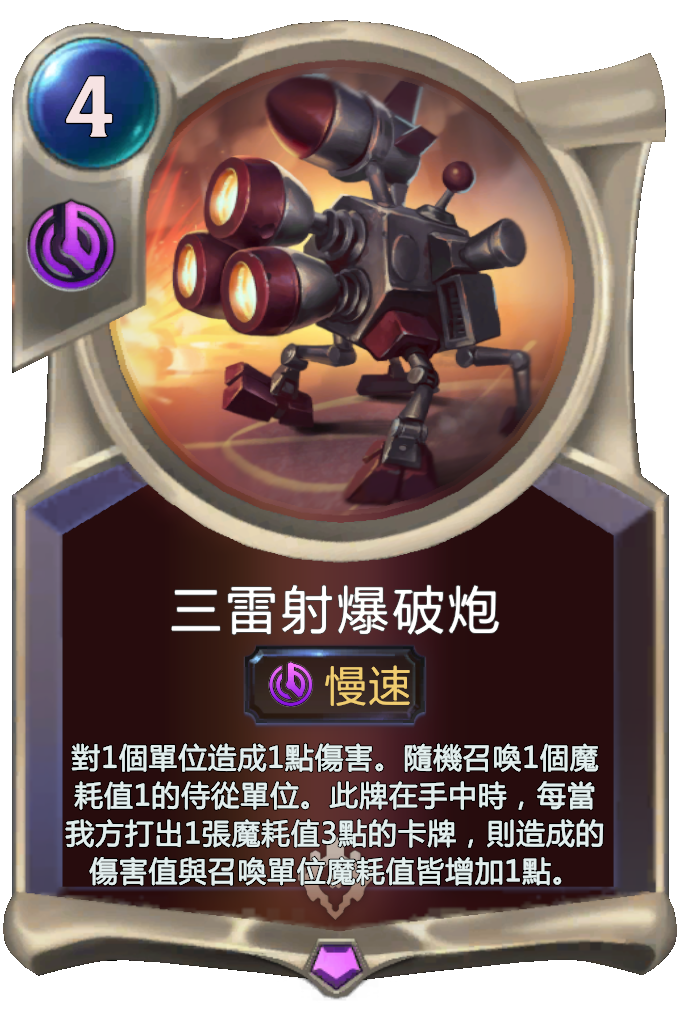 4
三雷射爆破炮
慢速
對1個單位造成1點傷害。隨機召喚1個魔
耗值1的侍從單位。此牌在手中時，每當
我方打出1張魔耗值3點的卡牌，則造成的
傷害值與召喚單位魔耗值皆增加1點。